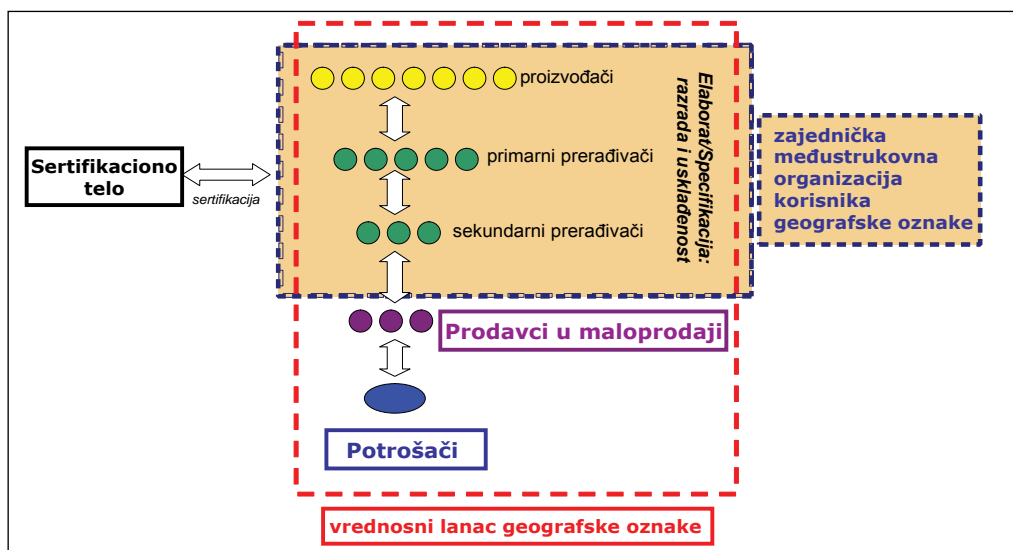 proizvođači
Elaborat/Specifikacija:
razrada i usklađenost
primarni prerađivači
sekundarni prerađivači
Sertifikaciono
telo
sertifikacija
zajednička
međustrukovna
organizacija
korisnika
geografske oznake
Prodavci u maloprodaji
Potrošači
vrednosni lanac geografske oznake